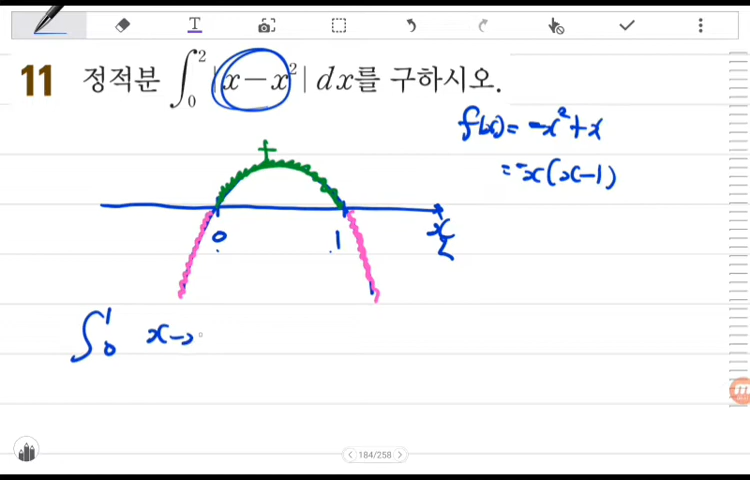 11 정적분 ∫₀² |x-x²| dx를 구하시오.
f(x) = -x²+x
= -x(x-1)
+
0 1 x
∫₀¹ x-
184/258